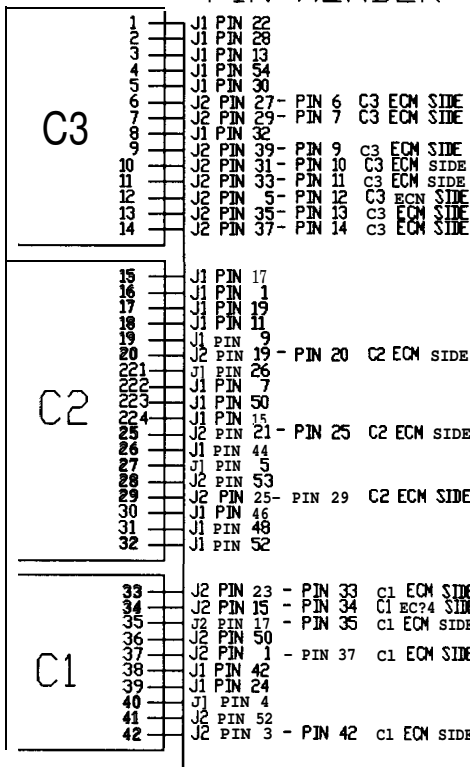 C3
1 J1 PIN 22
2 J1 PIN 28
3 J1 PIN 13
4 J1 PIN 54
5 J1 PIN 30
6 J2 PIN 27- PIN 6 C3 ECM SIDE
7 J2 PIN 29- PIN 7 C3 ECM SIDE
8 J1 PIN 32
9 J2 PIN 39- PIN 9 C3 ECM SIDE
10 J2 PIN 31- PIN 10 C3 ECM SIDE
11 J2 PIN 33- PIN 11 C3 ECM SIDE
12 J2 PIN 5- PIN 12 C3 ECN SIDE
13 J2 PIN 35- PIN 13 C3 ECM SIDE
14 J2 PIN 37- PIN 14 C3 ECM SIDE
C2
15 J1 PIN 17
16 J1 PIN 1
17 J1 PIN 19
18 J1 PIN 11
19 J1 PIN 9
20 J2 PIN 19 - PIN 20 C2 ECM SIDE
221 J1 PIN 26
222 J1 PIN 7
223 J1 PIN 50
224 J1 PIN 15
25 J2 PIN 21 - PIN 25 C2 ECM SIDE
26 J1 PIN 44
27 J1 PIN 5
28 J2 PIN 53
29 J2 PIN 25- PIN 29 C2 ECM SIDE
30 J1 PIN 46
31 J1 PIN 48
32 J1 PIN 52
C1
33 J2 PIN 23 - PIN 33 C1 ECM SIDE
34 J2 PIN 15 - PIN 34 C1 EC?4 SIDE
35 J2 PIN 17 - PIN 35 C1 ECM SIDE
36 J2 PIN 50
37 J2 PIN 1 - PIN 37 C1 ECM SIDE
38 J1 PIN 42
39 J1 PIN 24
40 J1 PIN 4
41 J2 PIN 52
42 J2 PIN 3 - PIN 42 C1 ECM SIDE